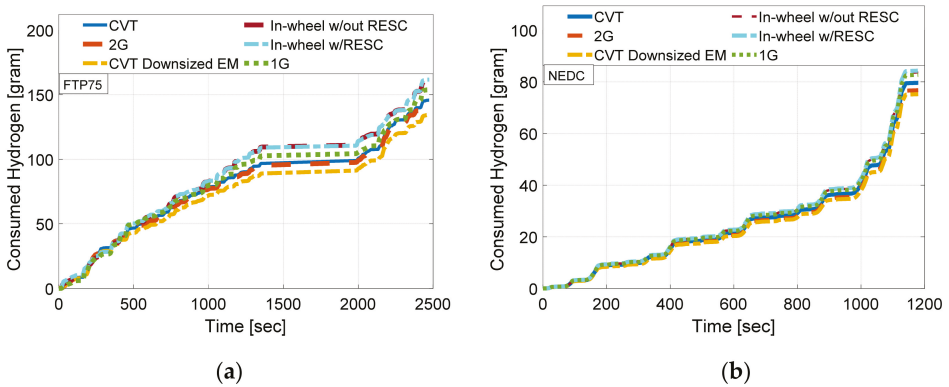 CVT
In-wheel w/out RESC
2G
In-wheel w/RESC
CVT Downsized EM
1G
FTP75
Consumed Hydrogen [gram]
200
150
100
50
0
0 500 1000 1500 2000 2500
Time [sec]
(a)
CVT
In-wheel w/out RESC
2G
In-wheel w/RESC
CVT Downsized EM
1G
NEDC
Consumed Hydrogen [gram]
100
80
60
40
20
0
0 200 400 600 800 1000 1200
Time [sec]
(b)